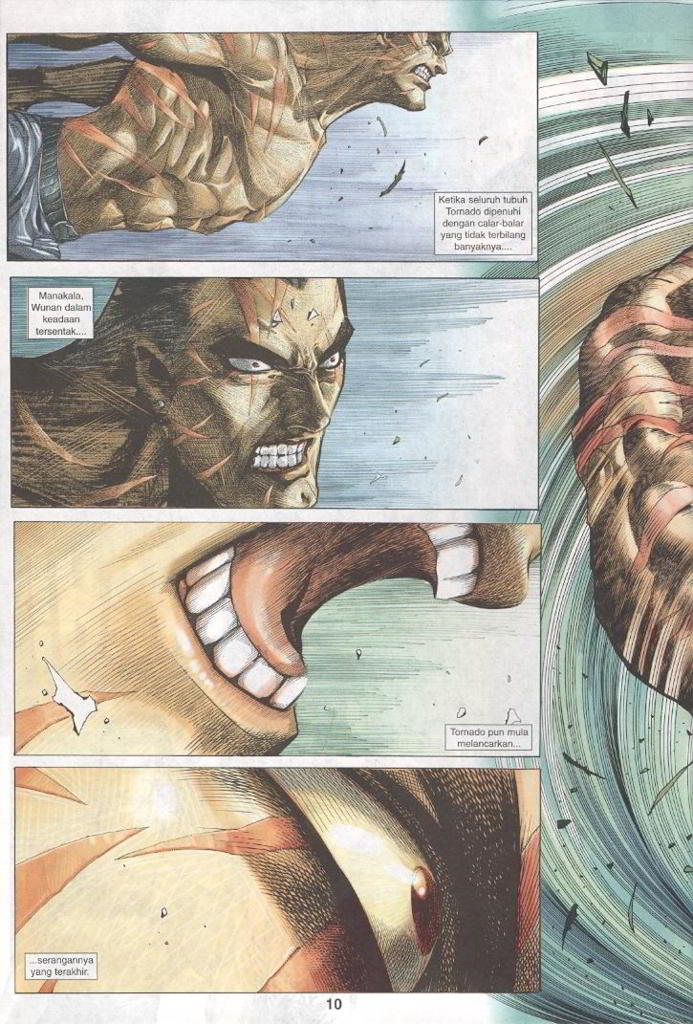 Ketika seluruh tubuh
Tornado dipenuhi
dengan calar-balar
yang tidak terbilang
banyaknya....
Manakala,
Wunan dalam
keadaan
tersentak....
Tornado pun mula
melancarkan...
...serangannya
yang terakhir.
10